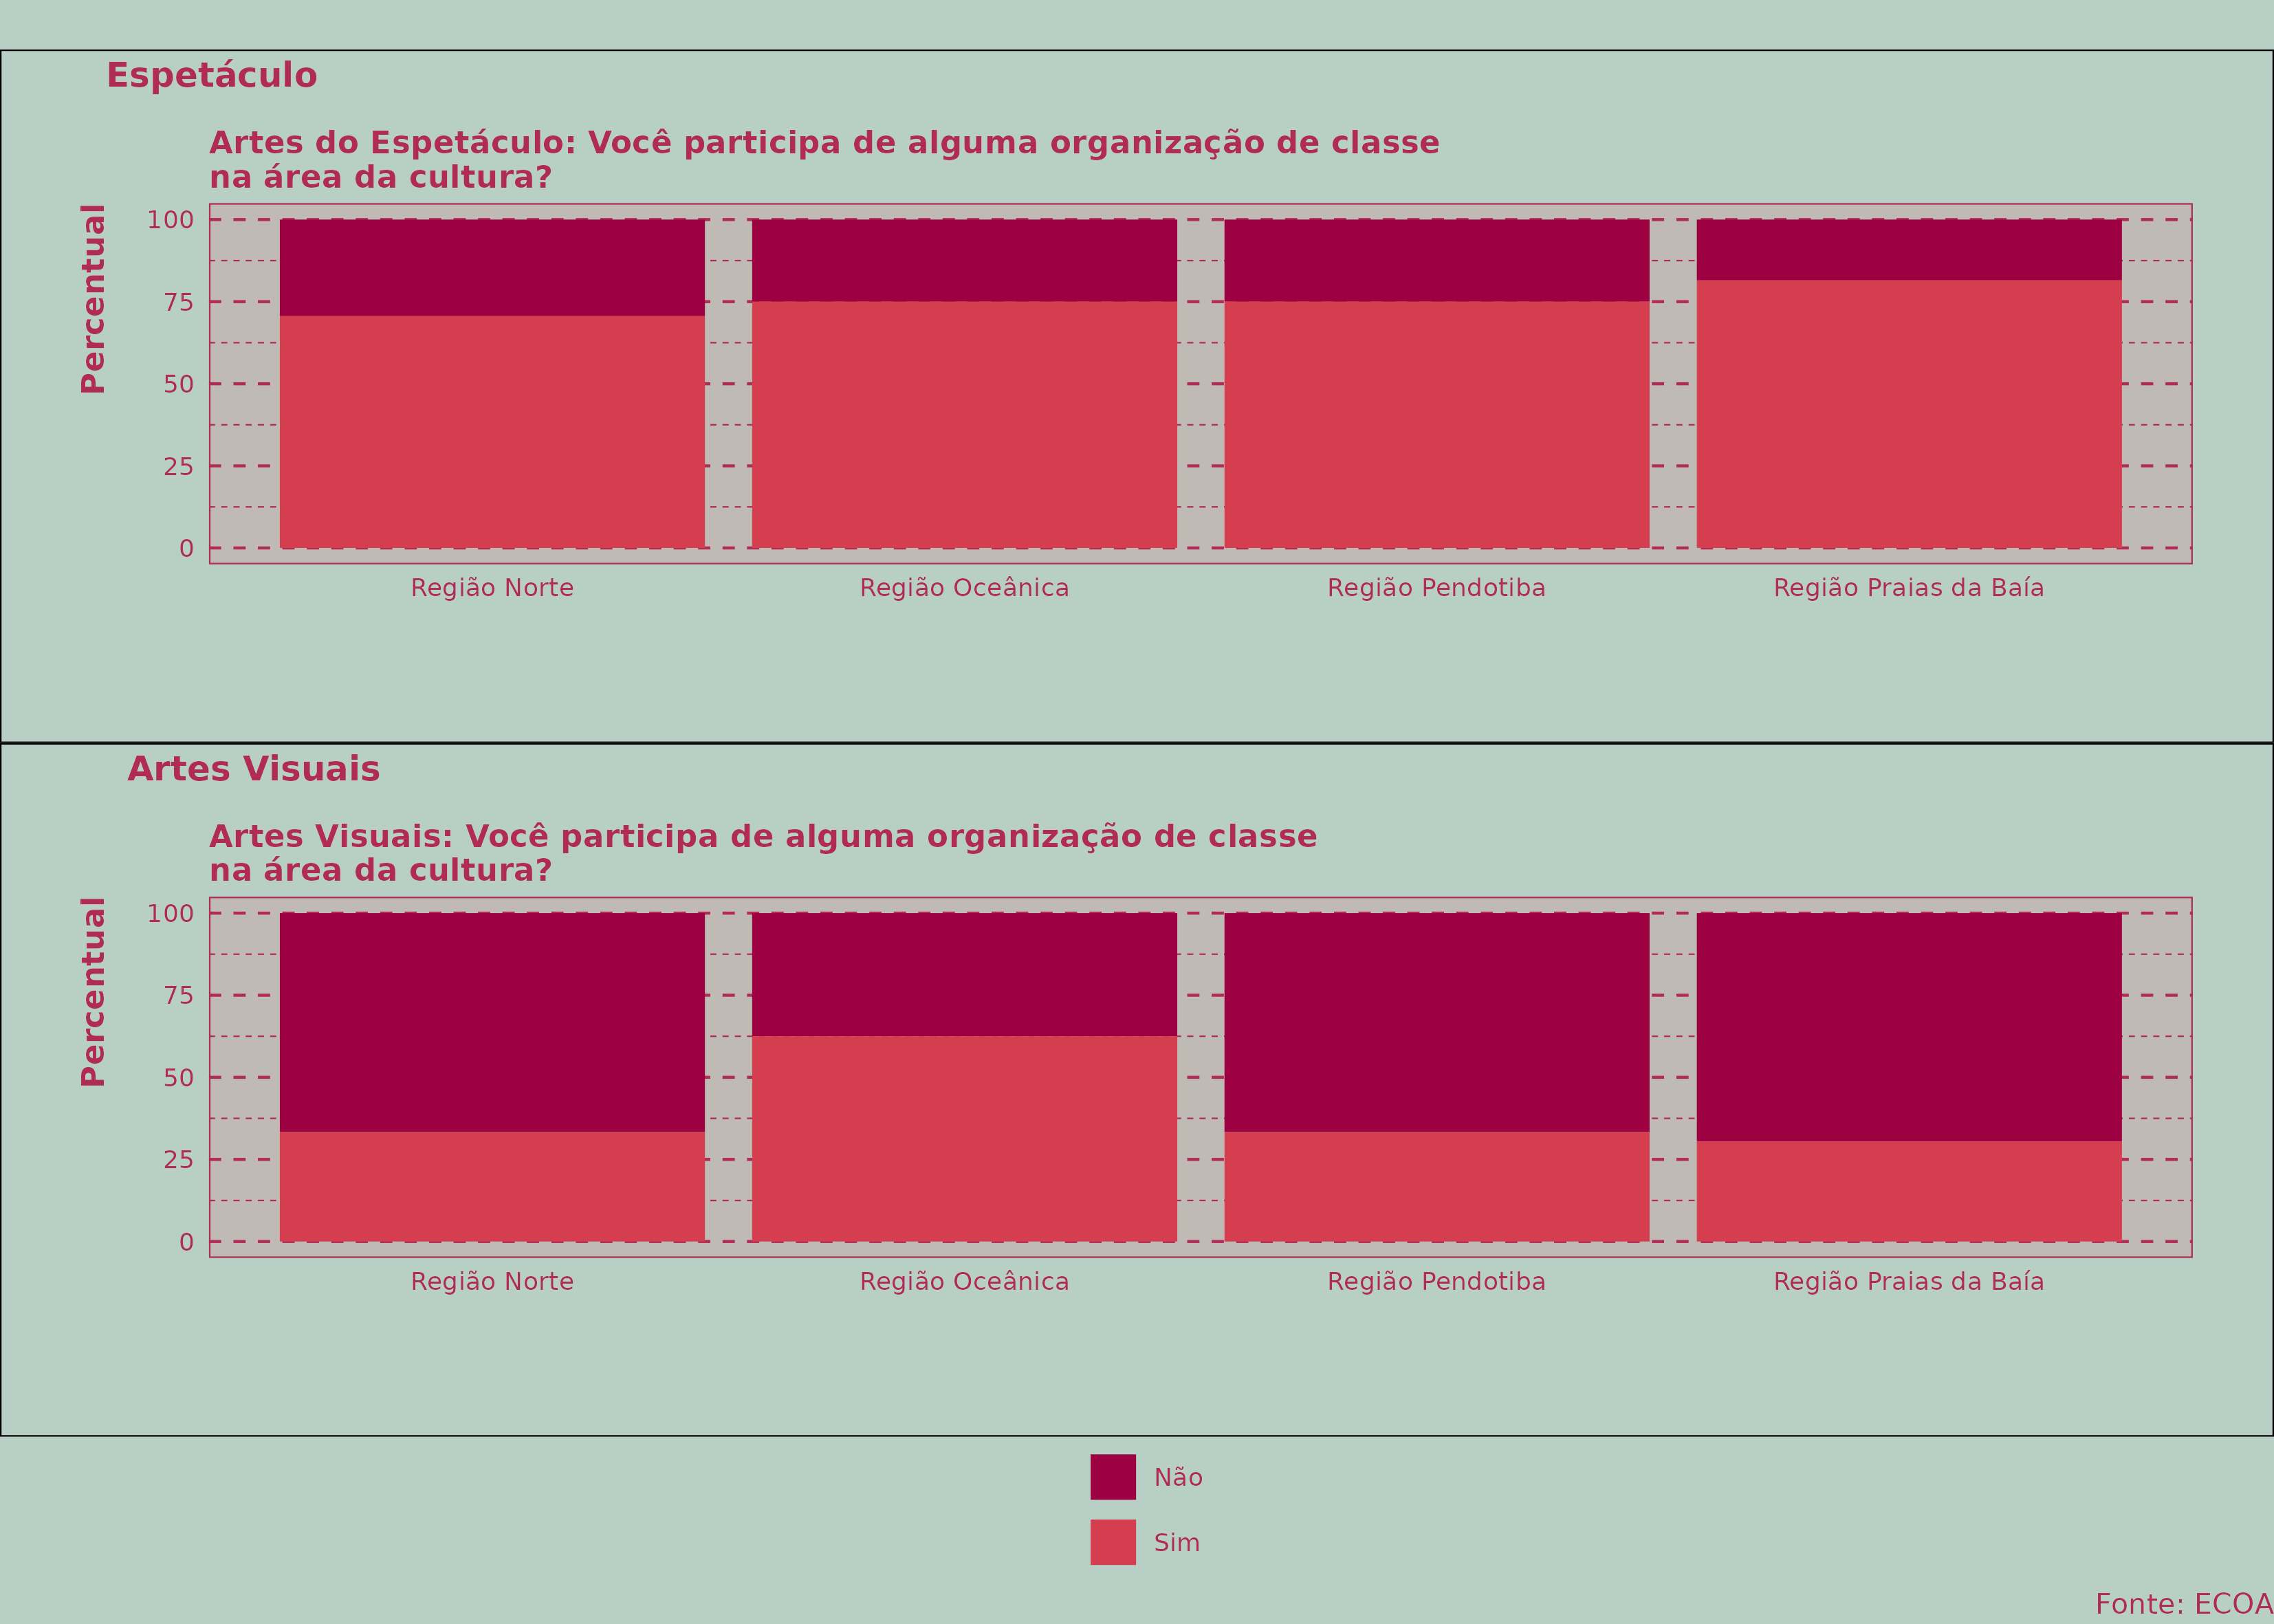 Espetáculo
Artes do Espetáculo: Você participa de alguma organização de classe
na área da cultura?
Percentual
100
75
50
25
0
Região Norte
Região Oceânica
Região Pendotiba
Região Praias da Baía
Artes Visuais
Artes Visuais: Você participa de alguma organização de classe
na área da cultura?
Percentual
100
75
50
25
0
Região Norte
Região Oceânica
Região Pendotiba
Região Praias da Baía
Não
Sim
Fonte: ECOA